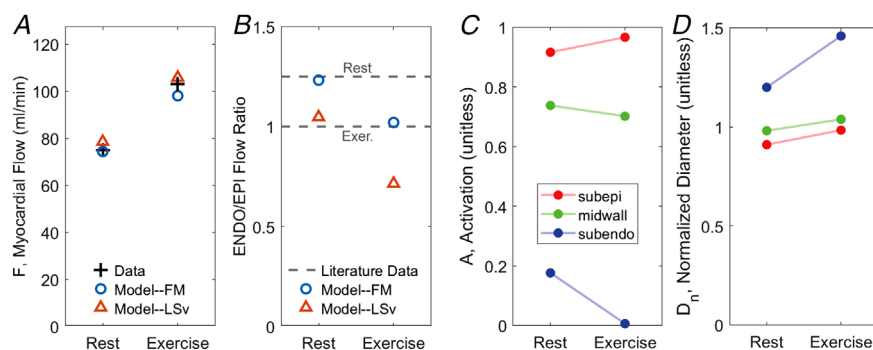 A
F, Myocardial Flow (ml/min)
120
100
80
60
40
20
0
Data
Model--FM
Model--LSv
Rest Exercise
B
ENDO/EPI Flow Ratio
1.5
1
0.5
0
Rest
Exer.
Literature Data
Model--FM
Model--LSv
Rest Exercise
C
A, Activation (unitless)
1
0.8
0.6
0.4
0.2
0
subepi
midwall
subendo
Rest Exercise
D
Dn, Normalized Diameter (unitless)
1.5
1
0.5
0
Rest Exercise